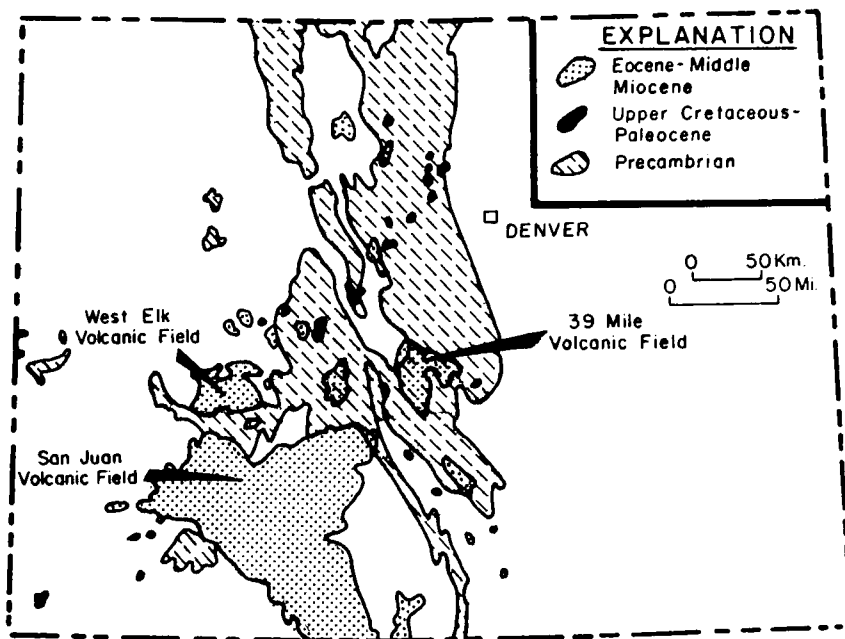 EXPLANATION
Eocene-Middle
Miocene
Upper Cretaceous-
Paleocene
Precambrian
DENVER
0 50 Km.
0 50 Mi.
West Elk
Volcanic Field
39 Mile
Volcanic Field
San Juan
Volcanic Field